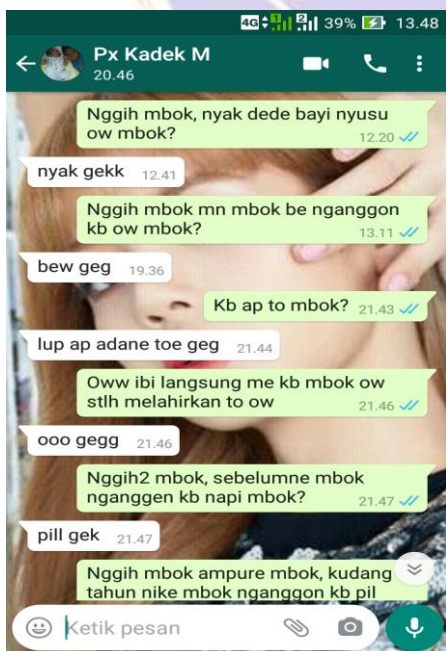 4G 39% 13.48
Px Kadek M
20.46
Nggih mbok, nyak dede bayi nyusu
ow mbok?
12.20
nyak gekk 12.41
Nggih mbok mn mbok be nganggon
kb ow mbok?
13.11
bew geg 19.36
Kb ap to mbok? 21.43
lup ap adane toe geg 21.44
Oww ibi langsung me kb mbok ow
stlh melahirkan to ow
21.46
ooo gegg 21.46
Nggih2 mbok, sebelumne mbok
nganggen kb napi mbok?
21.47
pill gek 21.47
Nggih mbok ampure mbok, kudang
tahun nike mbok nganggon kb pil
Ketik pesan